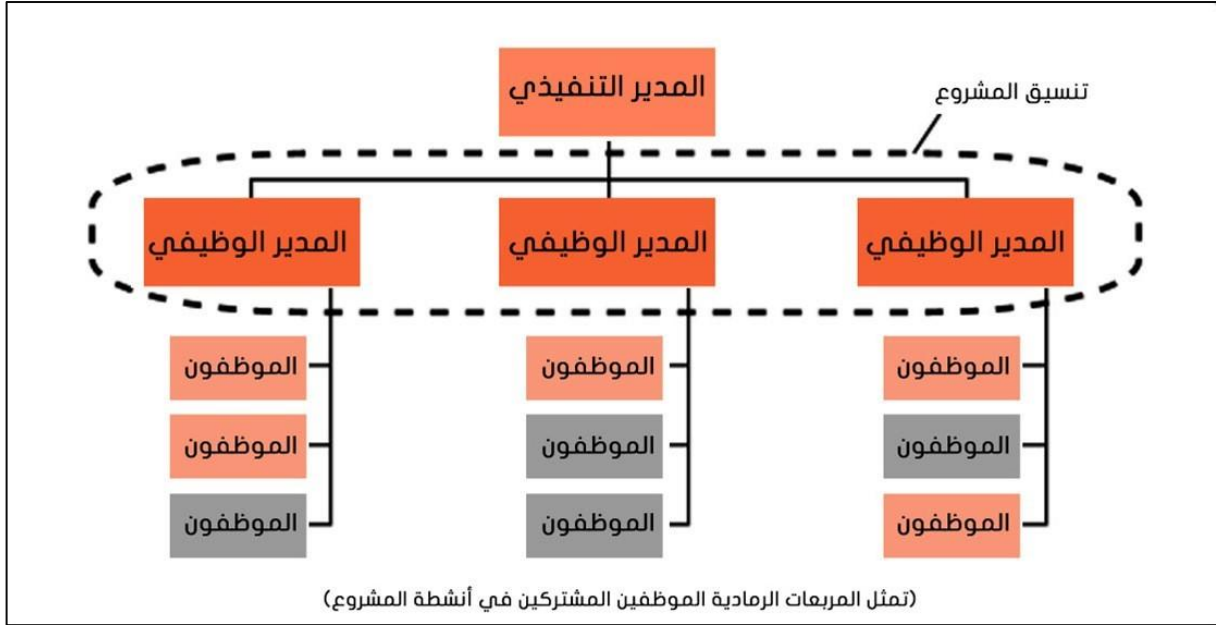 المدير التنفيذي
تنسيق المشروع
المدير الوظيفي
المدير الوظيفي
المدير الوظيفي
الموظفون
الموظفون
الموظفون
الموظفون
الموظفون
الموظفون
الموظفون
الموظفون
الموظفون
(تمثل المربعات الرمادية الموظفين المشتركين في أنشطة المشروع)